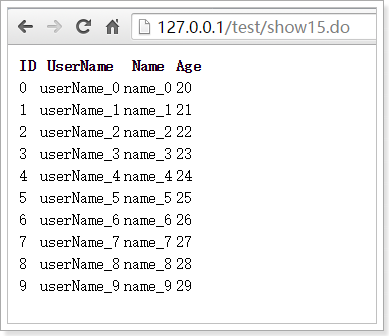 127.0.0.1/test/show15.do
ID UserName Name Age
0 userName_0 name_0 20
1 userName_1 name_1 21
2 userName_2 name_2 22
3 userName_3 name_3 23
4 userName_4 name_4 24
5 userName_5 name_5 25
6 userName_6 name_6 26
7 userName_7 name_7 27
8 userName_8 name_8 28
9 userName_9 name_9 29